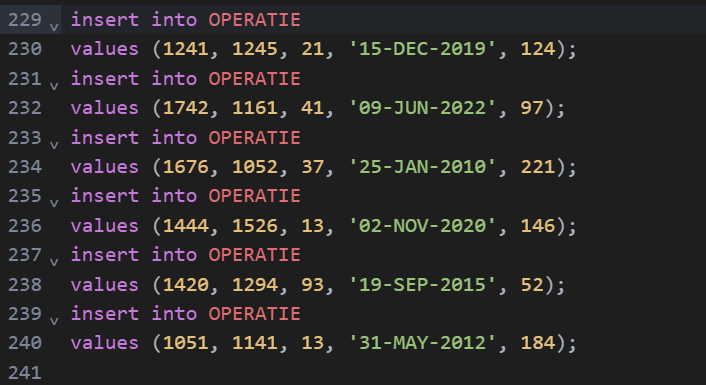 229 insert into OPERATIE
230 values (1241, 1245, 21, '15-DEC-2019', 124);
231 insert into OPERATIE
232 values (1742, 1161, 41, '09-JUN-2022', 97);
233 insert into OPERATIE
234 values (1676, 1052, 37, '25-JAN-2010', 221);
235 insert into OPERATIE
236 values (1444, 1526, 13, '02-NOV-2020', 146);
237 insert into OPERATIE
238 values (1420, 1294, 93, '19-SEP-2015', 52);
239 insert into OPERATIE
240 values (1051, 1141, 13, '31-MAY-2012', 184);
241